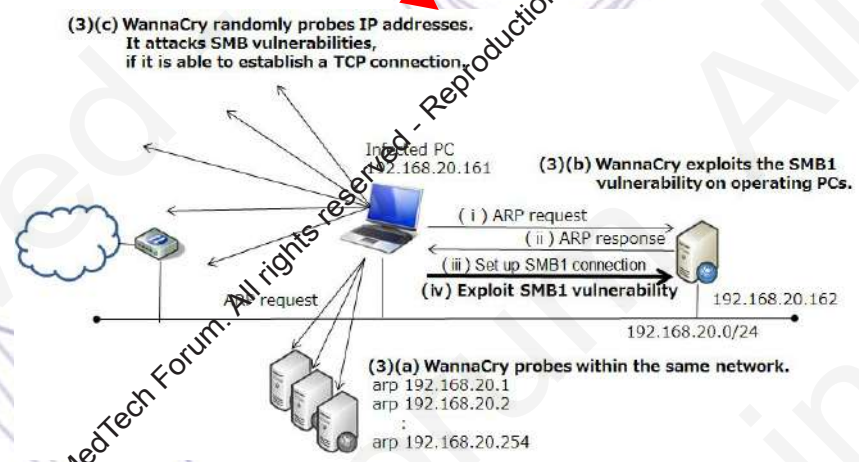 (3)(c) WannaCry randomly probes IP addresses.
It attacks SMB vulnerabilities,
if it is able to establish a TCP connection.
Infected PC
192.168.20.161
(3)(b) WannaCry exploits the SMB1
vulnerability on operating PCs.
( i ) ARP request
( ii ) ARP response
(iii) Set up SMB1 connection
(iv) Exploit SMB1 vulnerability
192.168.20.162
ARP request
192.168.20.0/24
(3)(a) WannaCry probes within the same network.
arp 192.168.20.1
arp 192.168.20.2
:
arp 192.168.20.254
MedTech Forum. All rights reserved - Reproduction